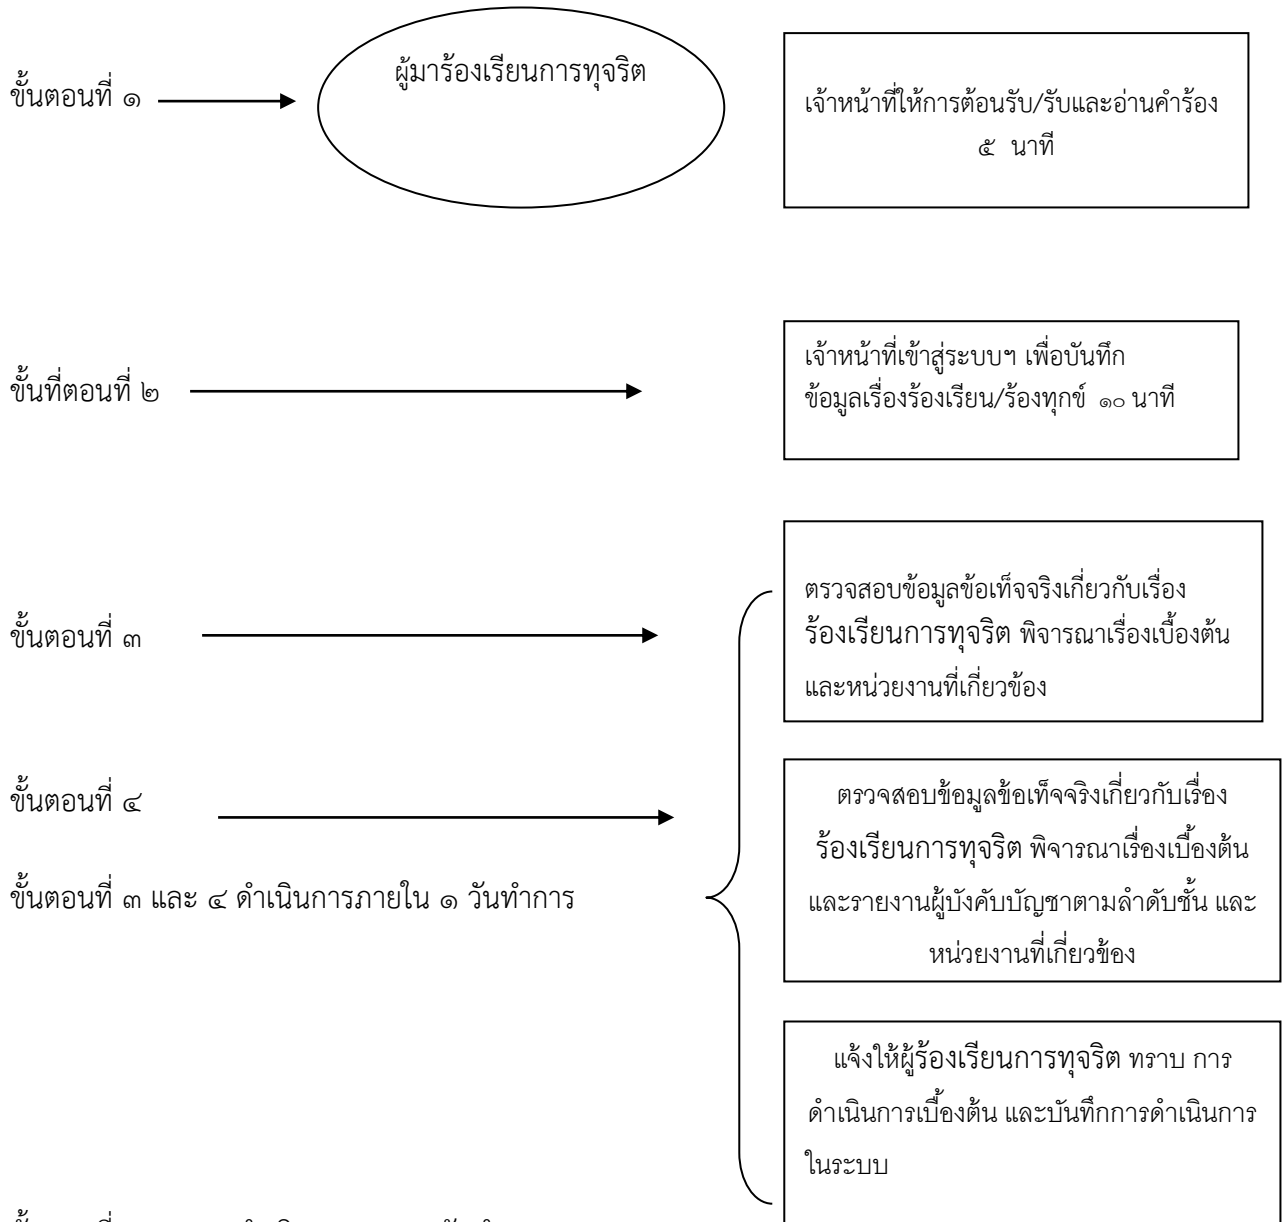 ขั้นตอนที่ ๑
ผู้มาร้องเรียนการทุจริต
เจ้าหน้าที่ให้การต้อนรับ/รับและอ่านคำร้อง
๕ นาที
ขั้นที่ตอนที่ ๒
เจ้าหน้าที่เข้าสู่ระบบฯ เพื่อบันทึก
ข้อมูลเรื่องร้องเรียน/ร้องทุกข์ ๑๐ นาที
ขั้นตอนที่ ๓
ตรวจสอบข้อมูลข้อเท็จจริงเกี่ยวกับเรื่อง
ร้องเรียนการทุจริต พิจารณาเรื่องเบื้องต้น
และหน่วยงานที่เกี่ยวข้อง
ขั้นตอนที่ ๔
ตรวจสอบข้อมูลข้อเท็จจริงเกี่ยวกับเรื่อง
ร้องเรียนการทุจริต พิจารณาเรื่องเบื้องต้น
และรายงานผู้บังคับบัญชาตามลำดับชั้น และ
หน่วยงานที่เกี่ยวข้อง
ขั้นตอนที่ ๓ และ ๔ ดำเนินการภายใน ๑ วันทำการ
แจ้งให้ผู้ร้องเรียนการทุจริต ทราบ การ
ดำเนินการเบื้องต้น และบันทึกการดำเนินการ
ในระบบ